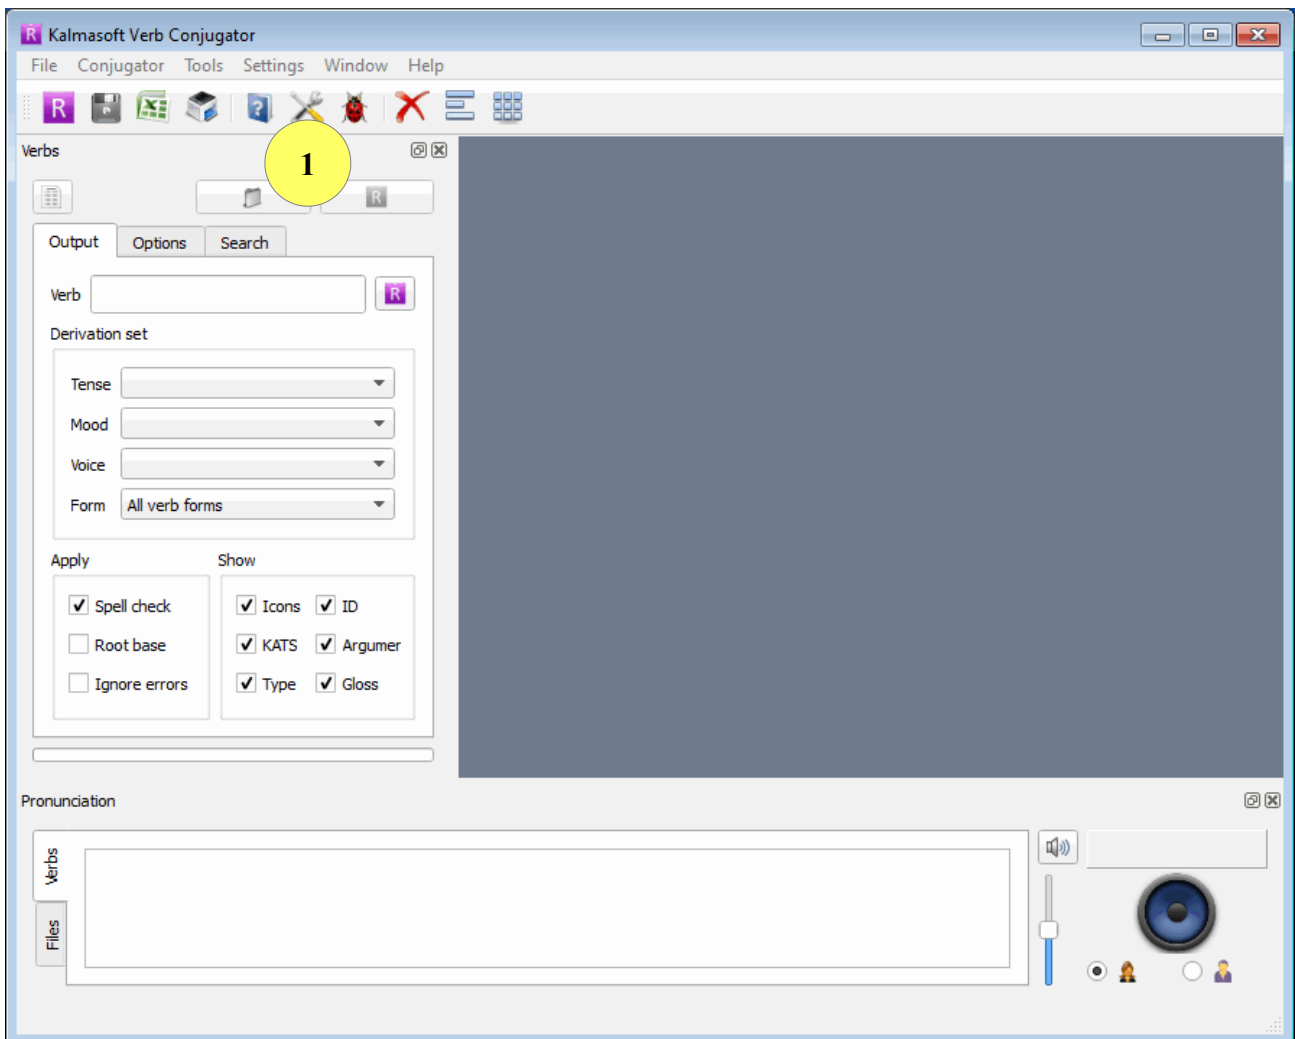 Kalmasoft Verb Conjugator
File Conjugator Tools Settings Window Help
R
Verbs
1
R
Output Options Search
Verb
R
Derivation set
Tense
Mood
Voice
Form All verb forms
Apply Show
Spell check Icons ID
Root base KATS Argumer
Ignore errors Type Gloss
Pronunciation
Verbs
Files